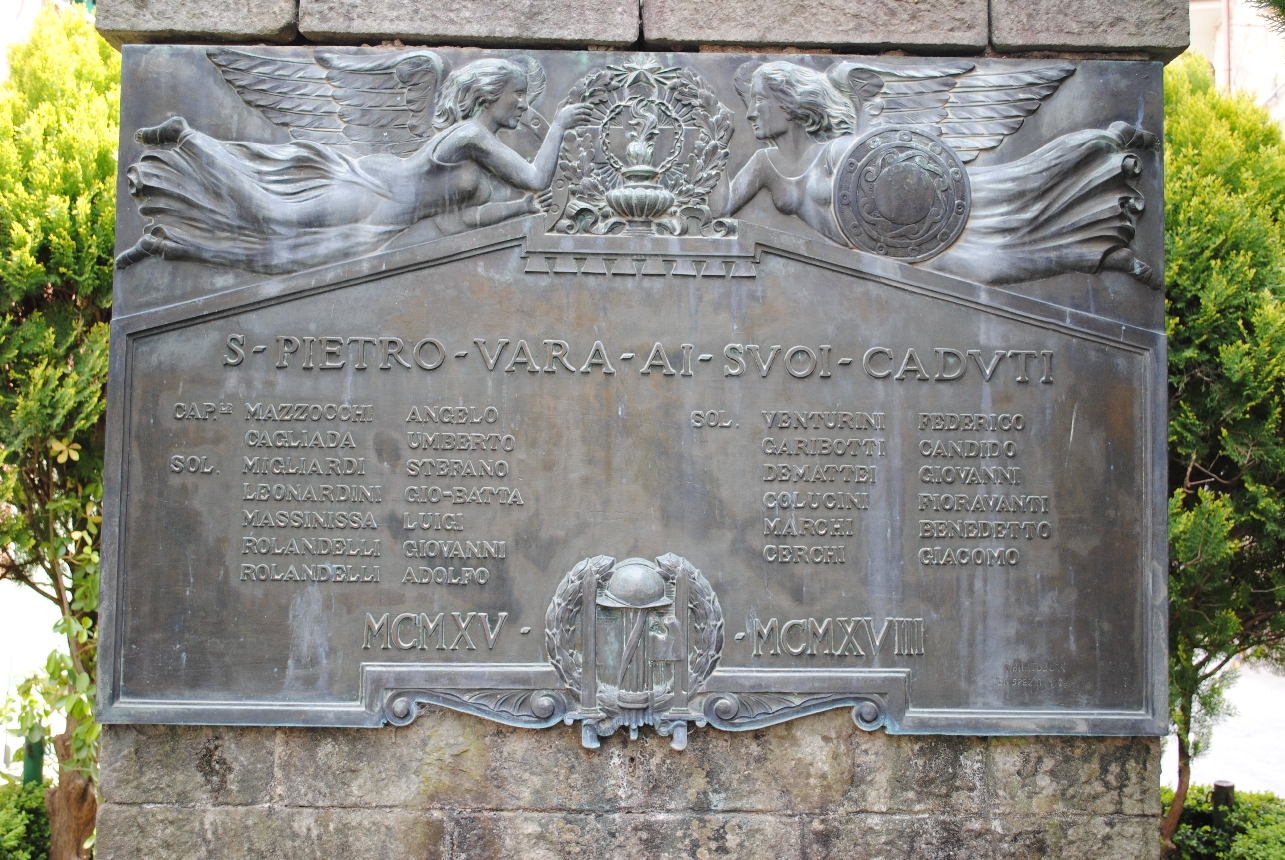 S-PIETRO-VARA-AI-SVOI-CADVTI
CAP.LE MAZZOCCHI ANGELO
CAGLIADA UMBERTO
SOL. MIGLIARDI STEFANO
LEONARDINI GIO-BATTA
MASSINISSA LUIGI
ROLANDELLI GIOVANNI
ROLANDELLI ADOLFO
SOL. VENTURINI FEDERICO
GARIBOTTI CANDIDO
DEMATTEI GIOVANNI
COLUCINI FIORAVANTI
MARCHI BENEDETTO
CERCHI GIACOMO
MCMXV - - MCMXVIII